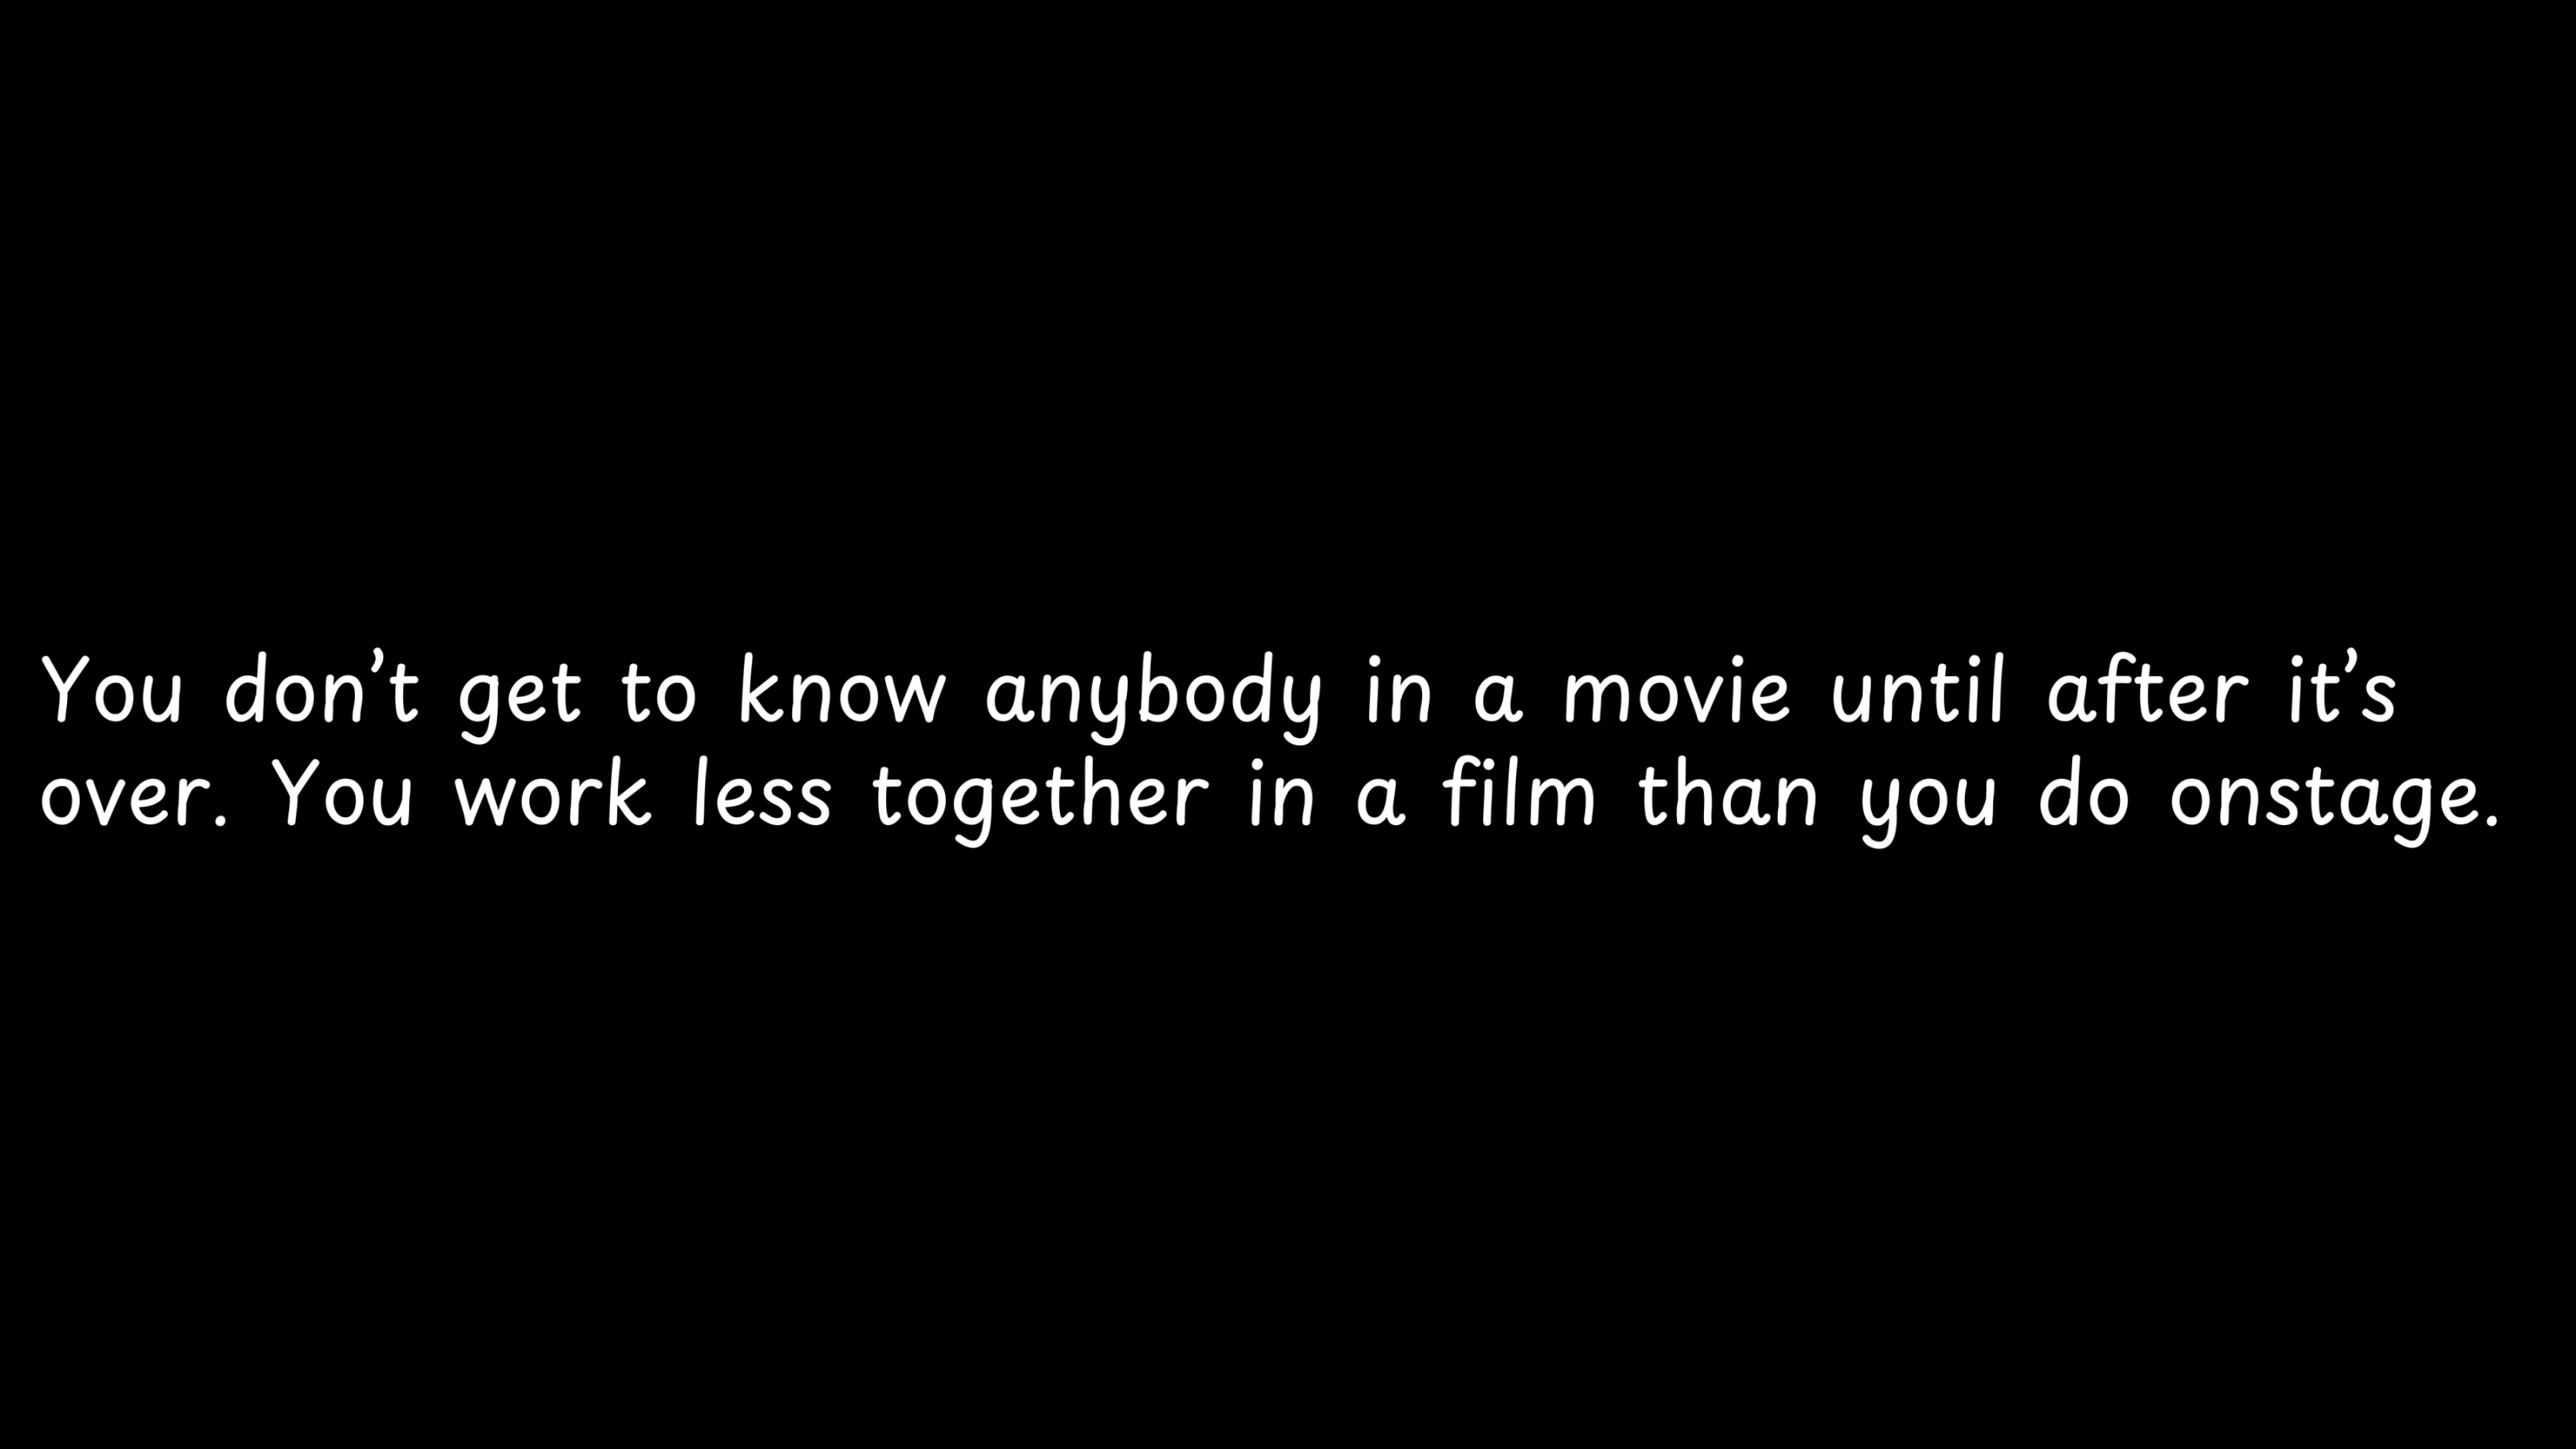 You don’t get to know anybody in a movie until after it’s
over. You work less together in a film than you do onstage.